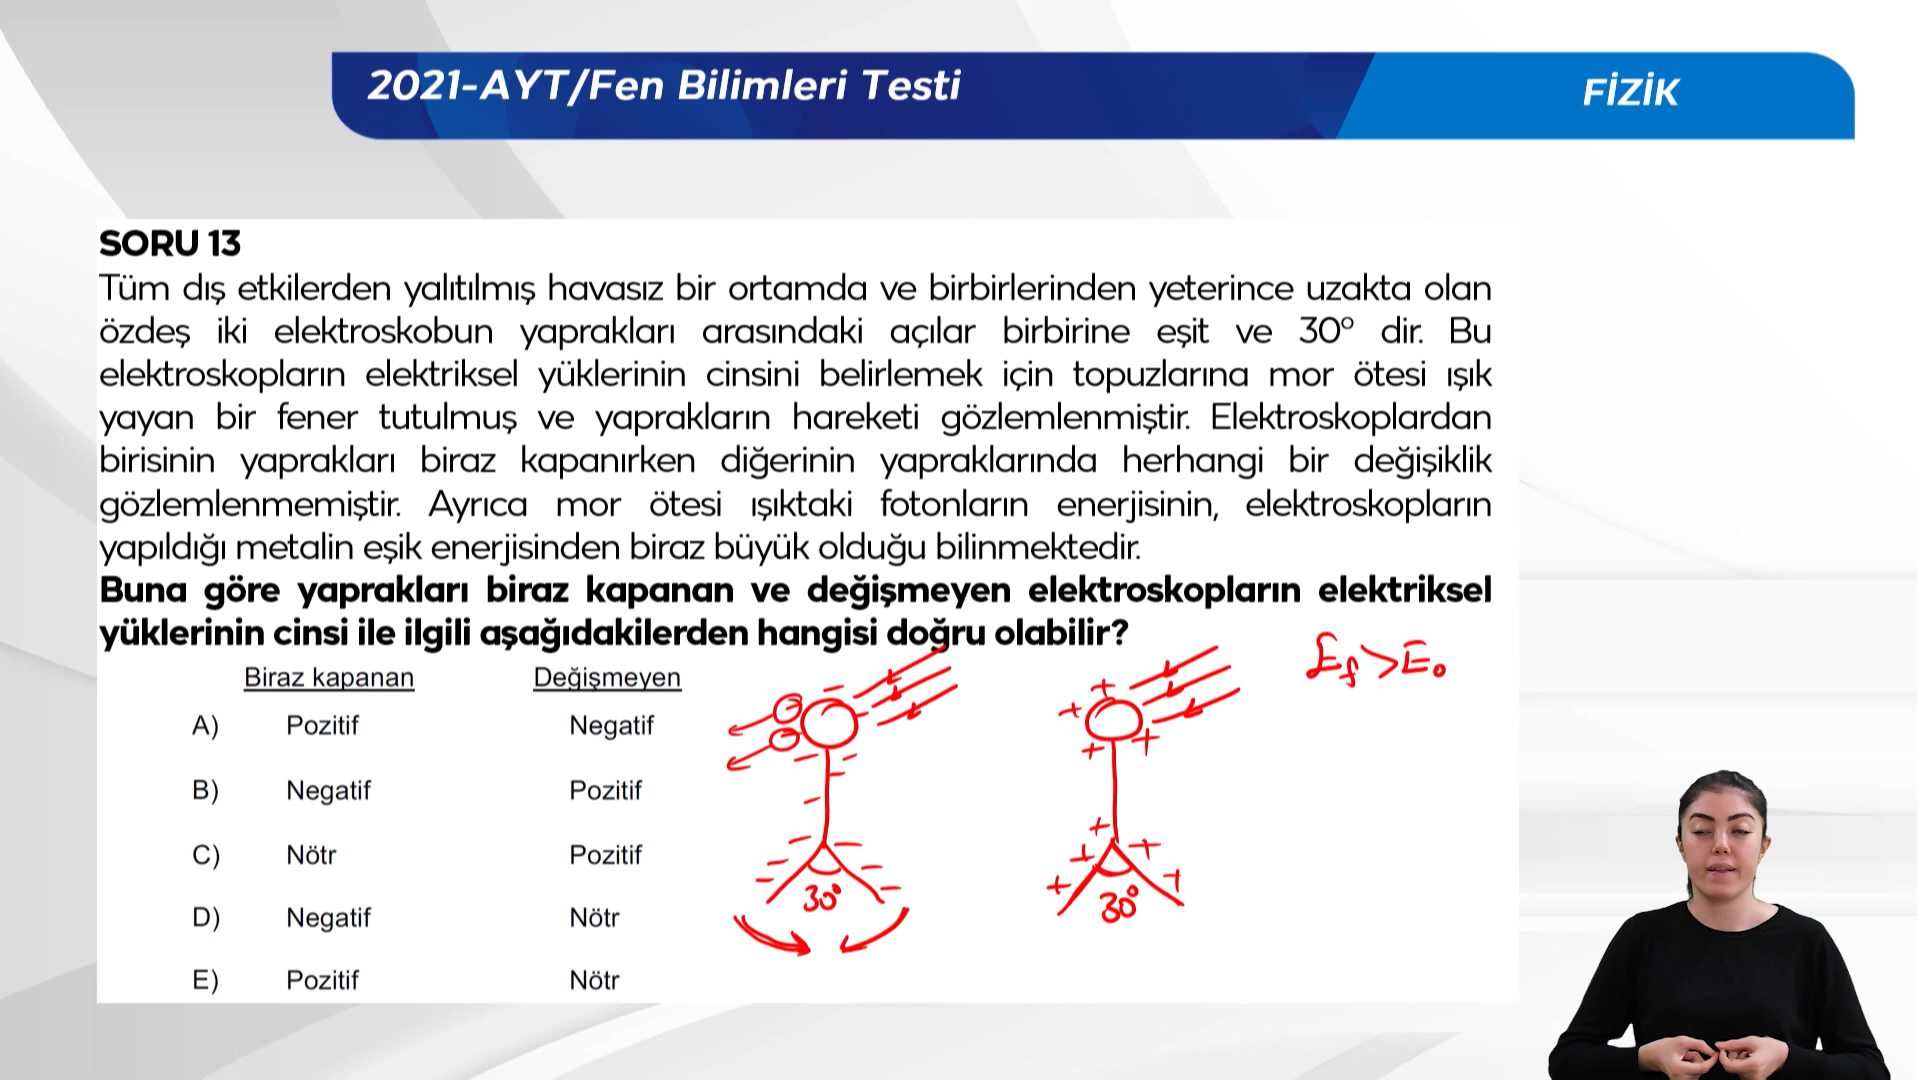 2021-AYT/Fen Bilimleri Testi
FİZİK
SORU 13
Tüm dış etkilerden yalıtılmış havasız bir ortamda ve birbirlerinden yeterince uzakta olan
özdeş iki elektroskobun yaprakları arasındaki açılar birbirine eşit ve 30° dir. Bu
elektroskopların elektriksel yüklerinin cinsini belirlemek için topuzlarına mor ötesi ışık
yayan bir fener tutulmuş ve yaprakların hareketi gözlemlenmiştir. Elektroskoplardan
birisinin yaprakları biraz kapanırken diğerinin yapraklarında herhangi bir değişiklik
gözlemlenmemiştir. Ayrıca mor ötesi ışıktaki fotonların enerjisinin, elektroskopların
yapıldığı metalin eşik enerjisinden biraz büyük olduğu bilinmektedir.
Buna göre yaprakları biraz kapanan ve değişmeyen elektroskopların elektriksel
yüklerinin cinsi ile ilgili aşağıdakilerden hangisi doğru olabilir?
Biraz kapanan Değişmeyen
A) Pozitif Negatif
B) Negatif Pozitif
C) Nötr Pozitif
D) Negatif Nötr
E) Pozitif Nötr
E_f > E_0
30°
30°